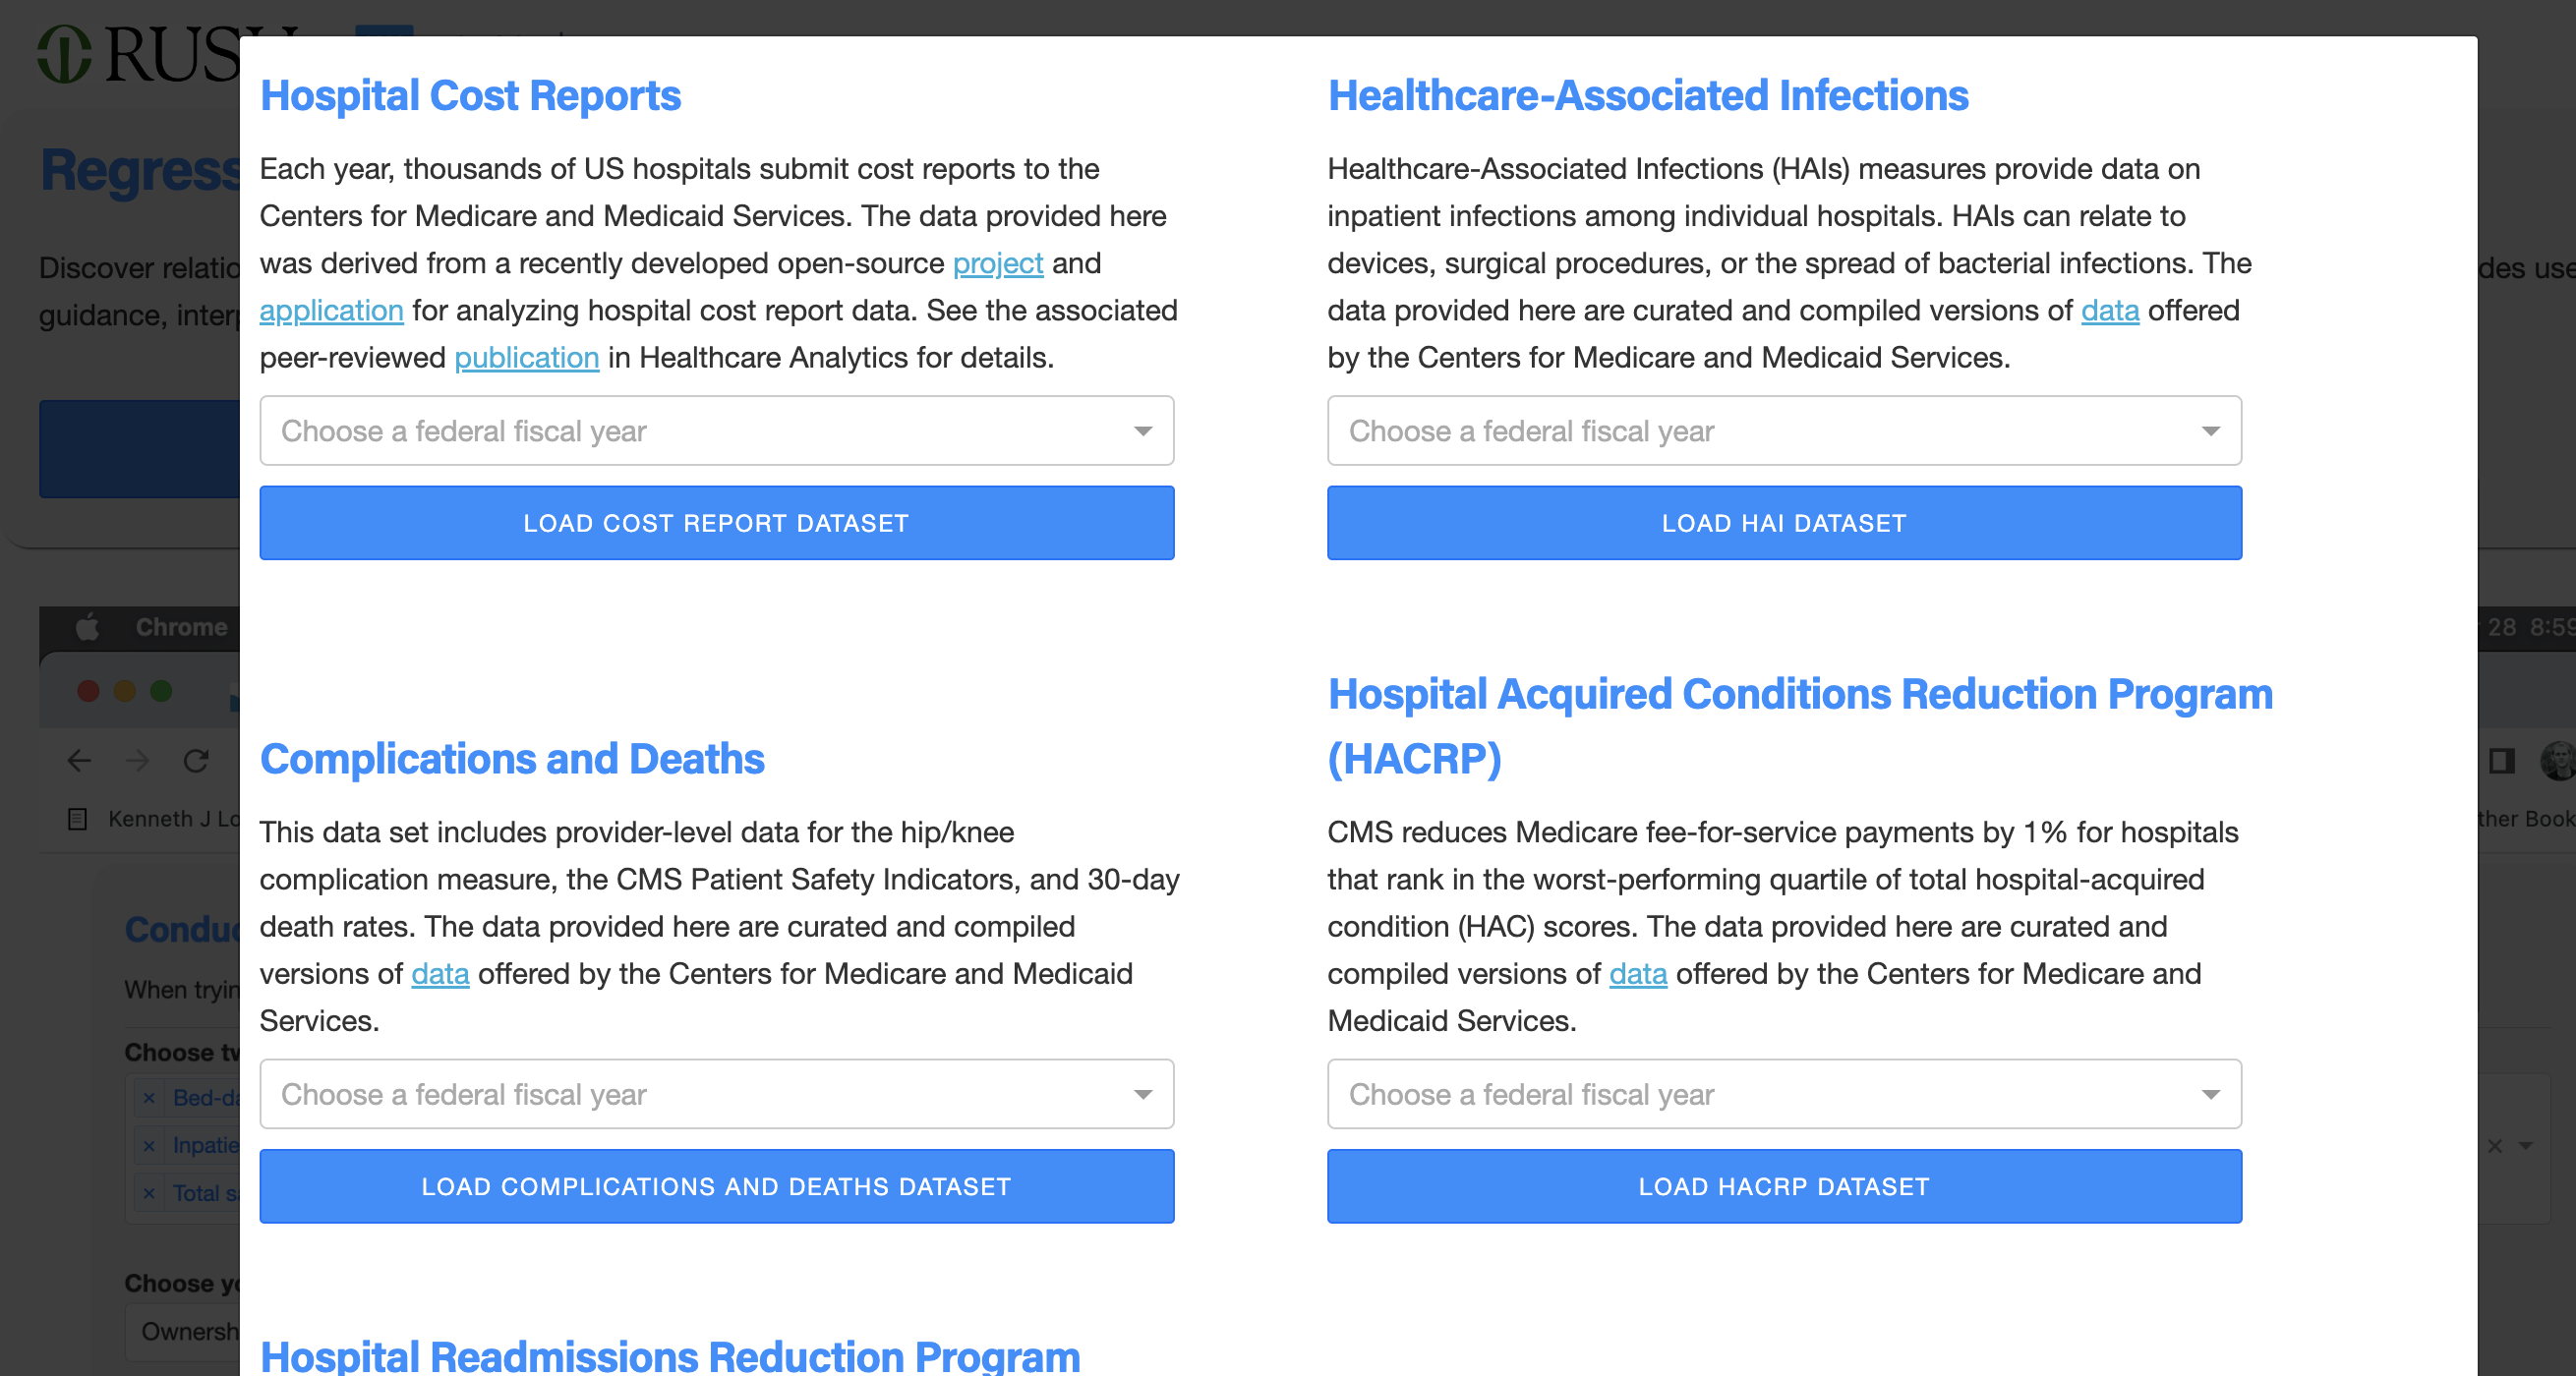 RUSH
Regress
Discover relatio
guidance, interp
des use
Hospital Cost Reports
Each year, thousands of US hospitals submit cost reports to the
Centers for Medicare and Medicaid Services. The data provided here
was derived from a recently developed open-source project and
application for analyzing hospital cost report data. See the associated
peer-reviewed publication in Healthcare Analytics for details.
Choose a federal fiscal year
LOAD COST REPORT DATASET
Healthcare-Associated Infections
Healthcare-Associated Infections (HAIs) measures provide data on
inpatient infections among individual hospitals. HAIs can relate to
devices, surgical procedures, or the spread of bacterial infections. The
data provided here are curated and compiled versions of data offered
by the Centers for Medicare and Medicaid Services.
Choose a federal fiscal year
LOAD HAI DATASET
Chrome
28 8:59
Kenneth J Lo
ther Book
Complications and Deaths
This data set includes provider-level data for the hip/knee
complication measure, the CMS Patient Safety Indicators, and 30-day
death rates. The data provided here are curated and compiled
versions of data offered by the Centers for Medicare and Medicaid
Services.
Choose a federal fiscal year
LOAD COMPLICATIONS AND DEATHS DATASET
Hospital Acquired Conditions Reduction Program
(HACRP)
CMS reduces Medicare fee-for-service payments by 1% for hospitals
that rank in the worst-performing quartile of total hospital-acquired
condition (HAC) scores. The data provided here are curated and
compiled versions of data offered by the Centers for Medicare and
Medicaid Services.
Choose a federal fiscal year
LOAD HACRP DATASET
Conduc
When tryin
Choose tw
× Bed-da
× Inpatie
× Total sa
Choose yo
Ownersh
Hospital Readmissions Reduction Program